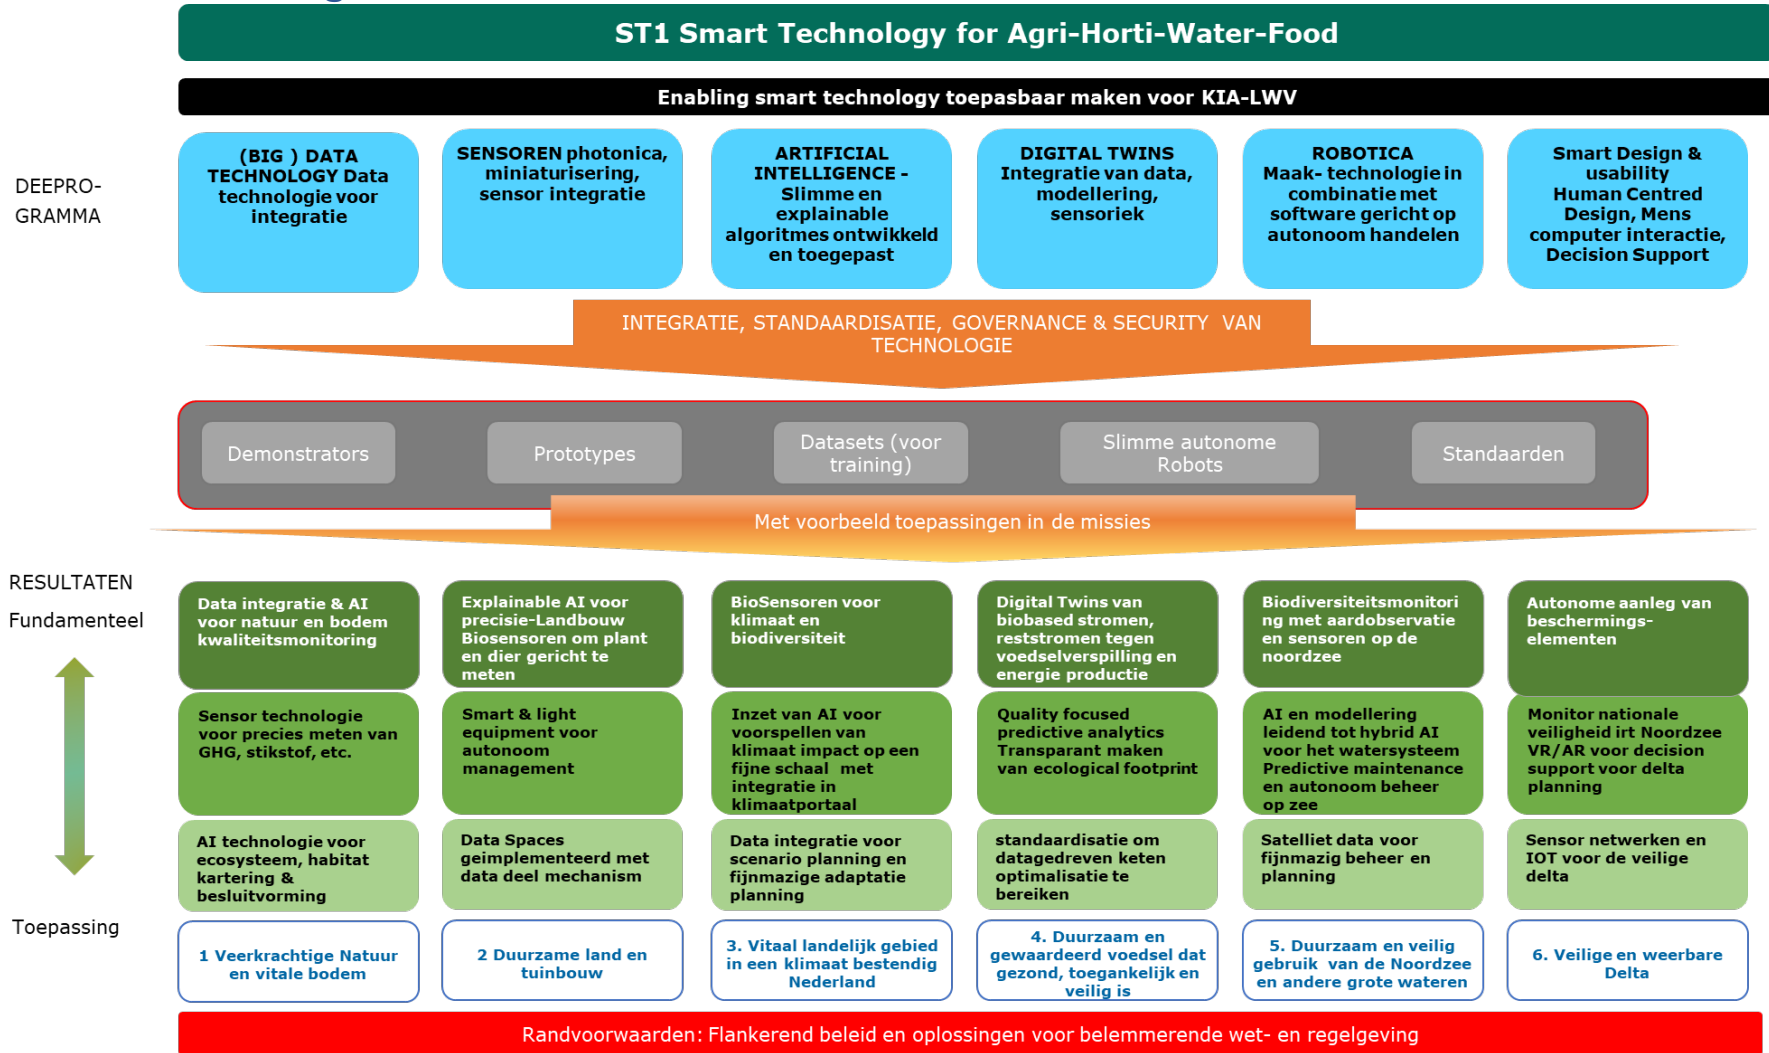 ST1 Smart Technology for Agri-Horti-Water-Food
Enabling smart technology toepasbaar maken voor KIA-LWV
DEEPRO-
GRAMMA
(BIG ) DATA
TECHNOLOGY Data
technologie voor
integratie
SENSOREN photonica,
miniaturisering,
sensor integratie
ARTIFICIAL
INTELLIGENCE -
Slimme en
explainable
algoritmes ontwikkeld
en toegepast
DIGITAL TWINS
Integratie van data,
modellering,
sensoriek
ROBOTICA
Maak- technologie in
combinatie met
software gericht op
autonoom handelen
Smart Design &
usability
Human Centred
Design, Mens
computer interactie,
Decision Support
INTEGRATIE, STANDAARDISATIE, GOVERNANCE & SECURITY VAN
TECHNOLOGIE
Demonstrators
Prototypes
Datasets (voor
training)
Slimme autonome
Robots
Standaarden
Met voorbeeld toepassingen in de missies
RESULTATEN
Fundamenteel
Data integratie & AI
voor natuur en bodem
kwaliteitsmonitoring
Explainable AI voor
precisie-Landbouw
Biosensoren om plant
en dier gericht te
meten
BioSensoren voor
klimaat en
biodiversiteit
Digital Twins van
biobased stromen,
reststromen tegen
voedselverspilling en
energie productie
Biodiversiteitsmonitori
ng met aardobservatie
en sensoren op de
noordzee
Autonome aanleg van
beschermings-
elementen
Sensor technologie
voor precies meten van
GHG, stikstof, etc.
Smart & light
equipment voor
autonoom
management
Inzet van AI voor
voorspellen van
klimaat impact op een
fijne schaal met
integratie in
klimaatportaal
Quality focused
predictive analytics
Transparant maken
van ecological footprint
AI en modellering
leidend tot hybrid AI
voor het watersysteem
Predictive maintenance
en autonoom beheer
op zee
Monitor nationale
veiligheid irt Noordzee
VR/AR voor decision
support voor delta
planning
AI technologie voor
ecosysteem, habitat
kartering &
besluitvorming
Data Spaces
geimplementeerd met
data deel mechanism
Data integratie voor
scenario planning en
fijnmazige adaptatie
planning
standaardisatie om
datagedreven keten
optimalisatie te
bereiken
Satelliet data voor
fijnmazig beheer en
planning
Sensor netwerken en
IOT voor de veilige
delta
Toepassing
1 Veerkrachtige Natuur
en vitale bodem
2 Duurzame land en
tuinbouw
3. Vitaal landelijk gebied
in een klimaat bestendig
Nederland
4. Duurzaam en
gewaardeerd voedsel dat
gezond, toegankelijk en
veilig is
5. Duurzaam en veilig
gebruik van de Noordzee
en andere grote wateren
6. Veilige en weerbare
Delta
Randvoorwaarden: Flankerend beleid en oplossingen voor belemmerende wet- en regelgeving